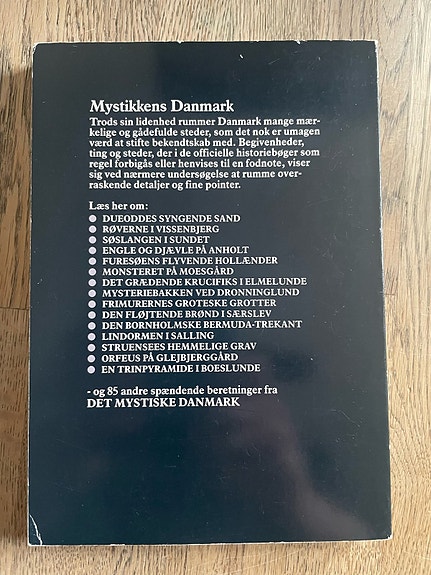 Mystikkens Danmark
Trods sin lidenhed rummer Danmark mange mær-
kelige og gådefulde steder, som det nok er umagen
værd at stifte bekendtskab med. Begivenheder,
ting og steder, der i de officielle historiebøger som
regel forbigås eller henvises til en fodnote, viser
sig ved nærmere undersøgelse at rumme over-
raskende detaljer og fine pointer.
Læs her om:
● DUEODDES SYNGENDE SAND
● RØVERNE I VISSENBJERG
● SØSLANGEN I SUNDET
● ENGLE OG DJÆVLE PÅ ANHOLT
● FURESØENS FLYVENDE HOLLÆNDER
● MONSTERET PÅ MOESGÅRD
● DET GRÆDENDE KRUCIFIKS I ELMELUNDE
● MYSTERIEBAKKEN VED DRONNINGLUND
● FRIMURERNES GROTESKE GROTTER
● DEN FLØJTENDE BRØND I SÆRSLEV
● DEN BORNHOLMSKE BERMUDA-TREKANT
● LINDORMEN I SALLING
● STRUENSEES HEMMELIGE GRAV
● ORFEUS PÅ GLEJBJERGGÅRD
● EN TRINPYRAMIDE I BOESLUNDE
- og 85 andre spændende beretninger fra
DET MYSTISKE DANMARK